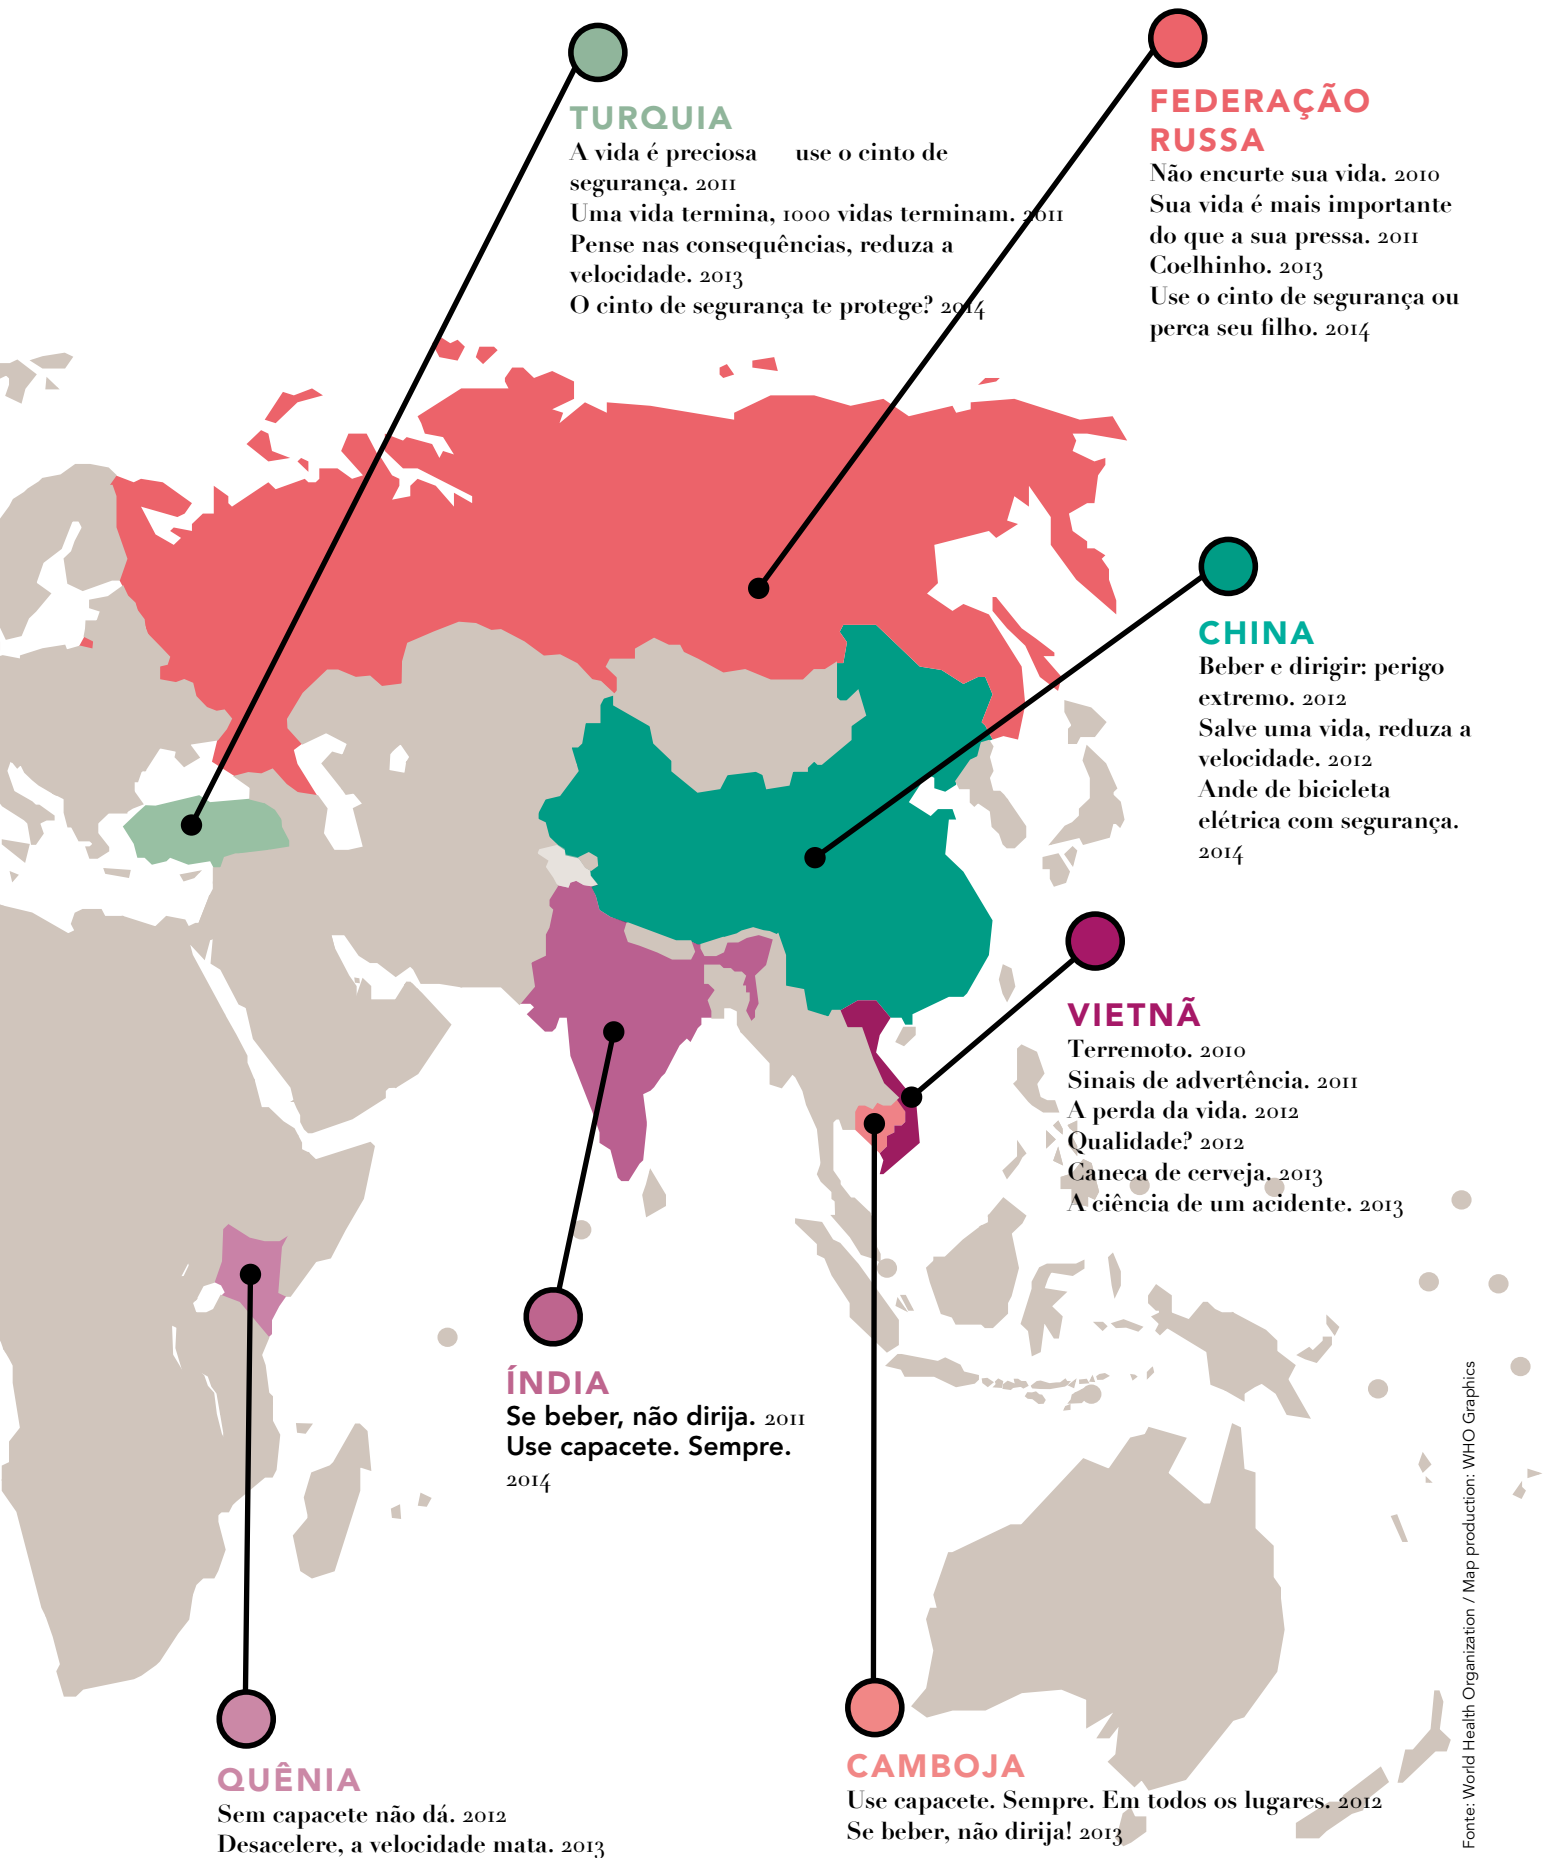 TURQUIA
A vida é preciosa use o cinto de
segurança. 2011
Uma vida termina, 1000 vidas terminam. 2011
Pense nas consequências, reduza a
velocidade. 2013
O cinto de segurança te protege? 2014
FEDERAÇÃO
RUSSA
Não encurte sua vida. 2010
Sua vida é mais importante
do que a sua pressa. 2011
Coelhinho. 2013
Use o cinto de segurança ou
perca seu filho. 2014
CHINA
Beber e dirigir: perigo
extremo. 2012
Salve uma vida, reduza a
velocidade. 2012
Ande de bicicleta
elétrica com segurança.
2014
VIETNÃ
Terremoto. 2010
Sinais de advertência. 2011
A perda da vida. 2012
Qualidade? 2012
Caneca de cerveja. 2013
A ciência de um acidente. 2013
ÍNDIA
Se beber, não dirija. 2011
Use capacete. Sempre.
2014
QUÊNIA
Sem capacete não dá. 2012
Desacelere, a velocidade mata. 2013
CAMBOJA
Use capacete. Sempre. Em todos os lugares. 2012
Se beber, não dirija! 2013
Fonte: World Health Organization / Map production: WHO Graphics